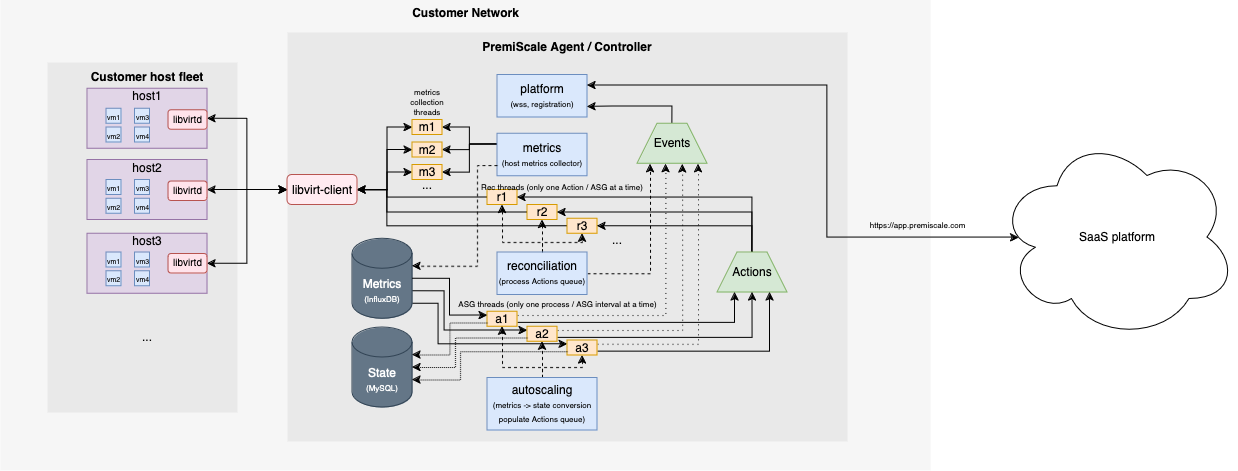 Customer Network
PremiScale Agent / Controller
Customer host fleet
host1
vm1
vm3
vm2
vm4
libvirtd
host2
vm1
vm3
vm2
vm4
libvirtd
host3
vm1
vm3
vm2
vm4
libvirtd
...
libvirt-client
metrics
collection
threads
m1
m2
m3
...
platform
(wss, registration)
metrics
(host metrics collector)
Events
Rec threads (only one Action / ASG at a time)
r1
r2
r3
...
reconciliation
(process Actions queue)
Actions
Metrics
(InfluxDB)
ASG threads (only one process / ASG interval at a time)
a1
a2
a3
State
(MySQL)
autoscaling
(metrics -> state conversion
populate Actions queue)
https://app.premiscale.com
SaaS platform